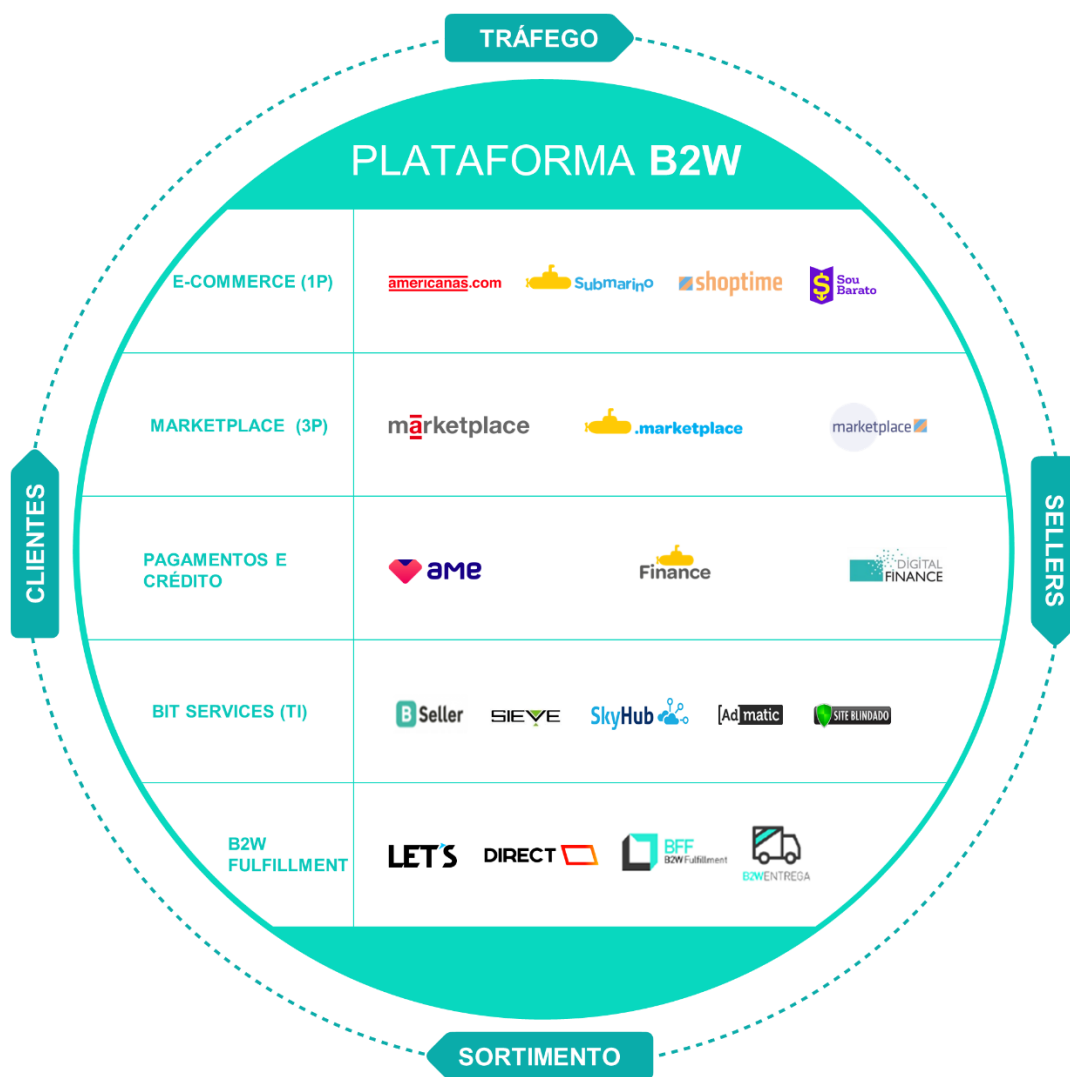 TRÁFEGO
PLATAFORMA B2W
E-COMMERCE (1P)
americanas.com
Submarino
shoptime
Sou
Barato
MARKETPLACE (3P)
marketplace
.marketplace
marketplace
CLIENTES
SELLERS
PAGAMENTOS E
CRÉDITO
ame
Finance
DIGITAL
FINANCE
BIT SERVICES (TI)
B Seller
SIEVE
SkyHub
[Ad]matic
SITE BLINDADO
B2W
FULFILLMENT
LET'S
DIRECT
BFF
B2W Fulfillment
B2WENTREGA
SORTIMENTO